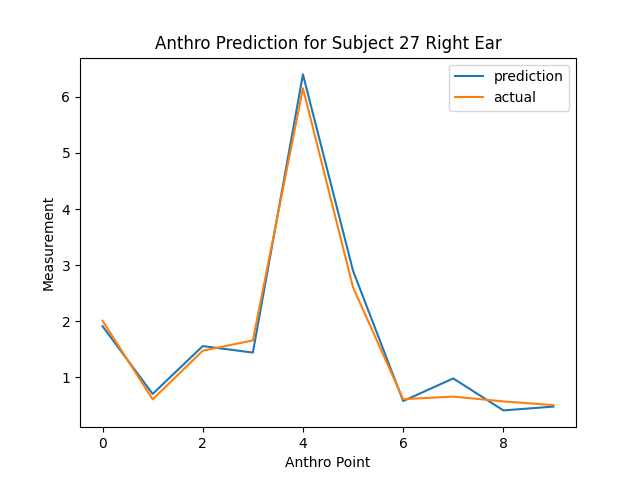 Anthro Prediction for Subject 27 Right Ear
prediction
actual
6
5
4
3
2
1
Measurement
0
2
4
6
8
Anthro Point